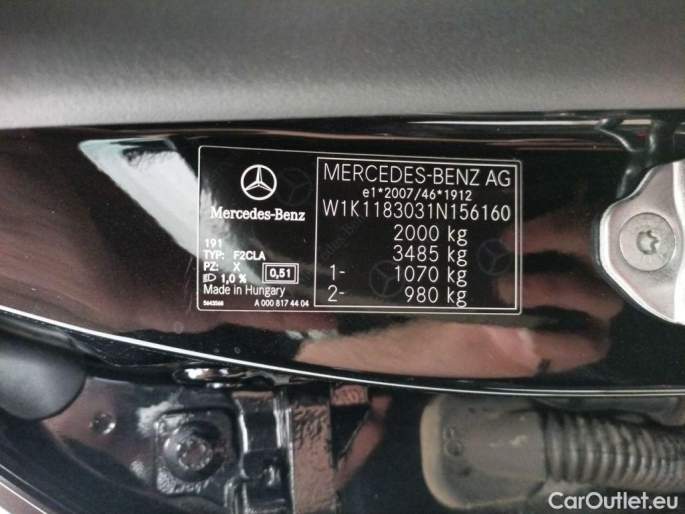 MERCEDES-BENZ AG
e1*2007/46*1912
W1K1183031N156160
2000 kg
3485 kg
1- 1070 kg
2- 980 kg
Mercedes-Benz
191
TYP: F2CLA
PZ: X 0,51
1,0 %
Made in Hungary
5643568 A 000 817 44 04
CarOutlet.eu